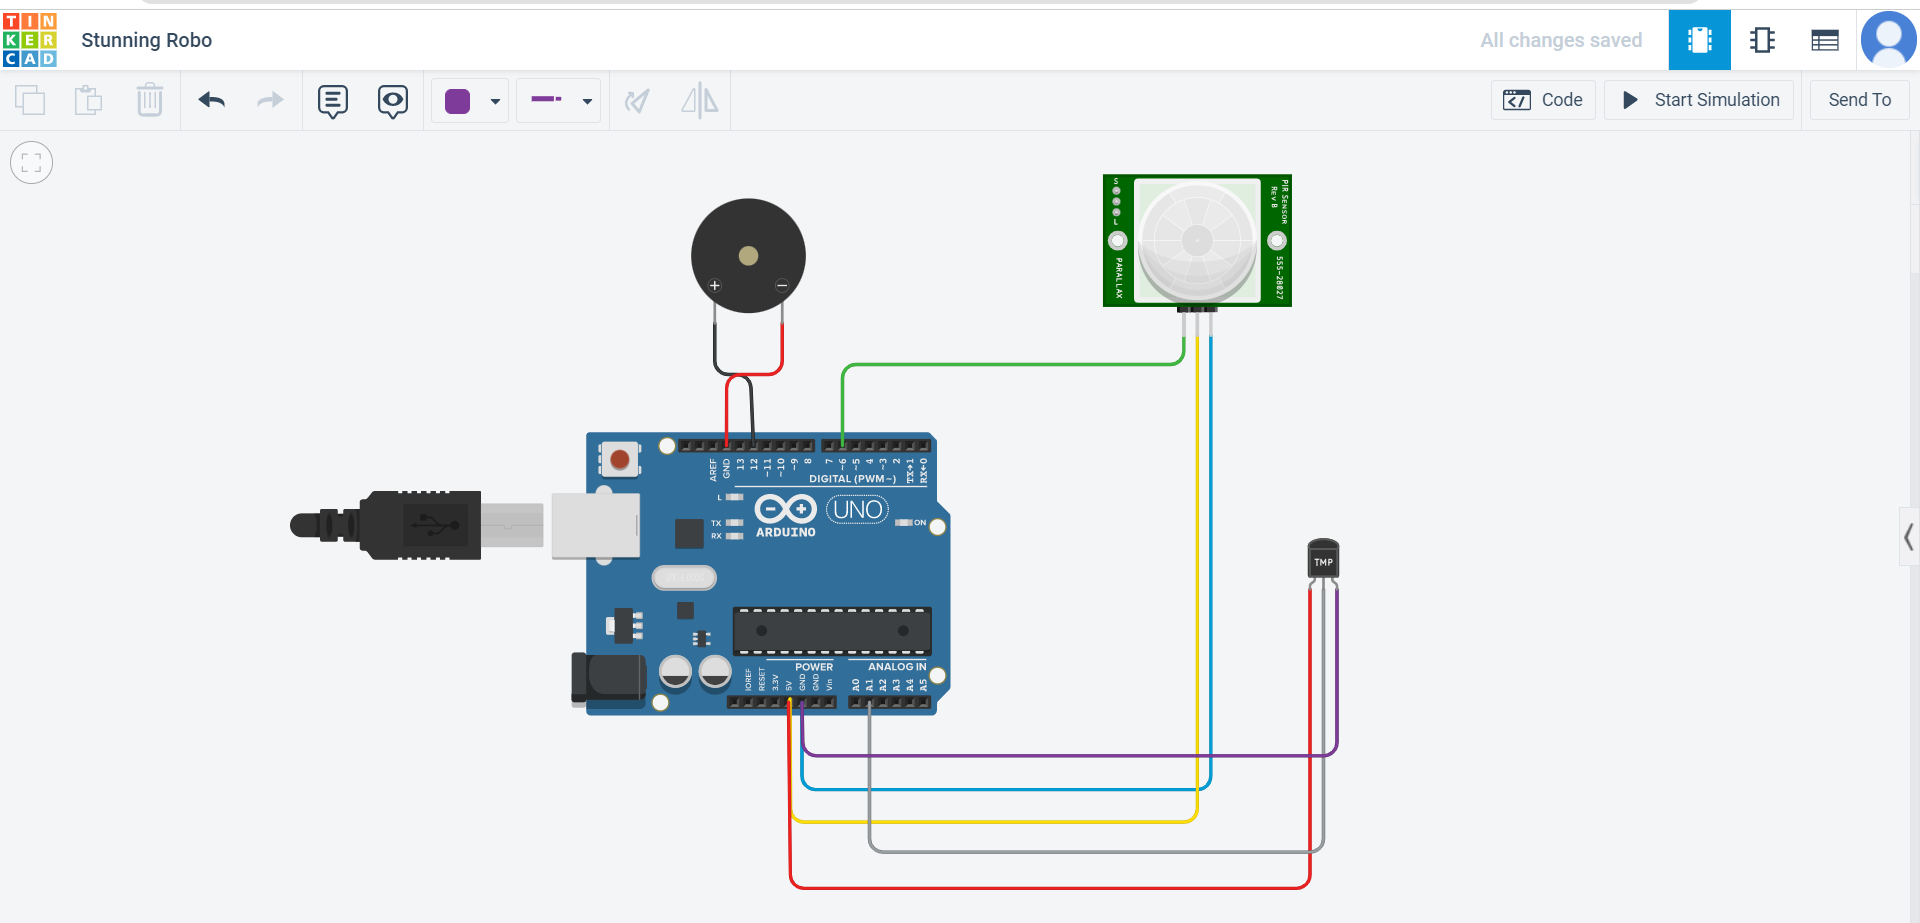 TIN
KER
CAD
Stunning Robo
All changes saved
Code
Start Simulation
Send To
S
L
PIR SENSOR
REV B
PARALLAX
555-28027
+
−
AREF
GND
13
12
~11
~10
~9
8
7
~6
~5
4
~3
2
TX→1
RX←0
DIGITAL (PWM~)
L
TX
RX
ARDUINO
UNO
ON
TMP
POWER
ANALOG IN
IOREF
RESET
3.3V
5V
GND
GND
Vin
A0
A1
A2
A3
A4
A5